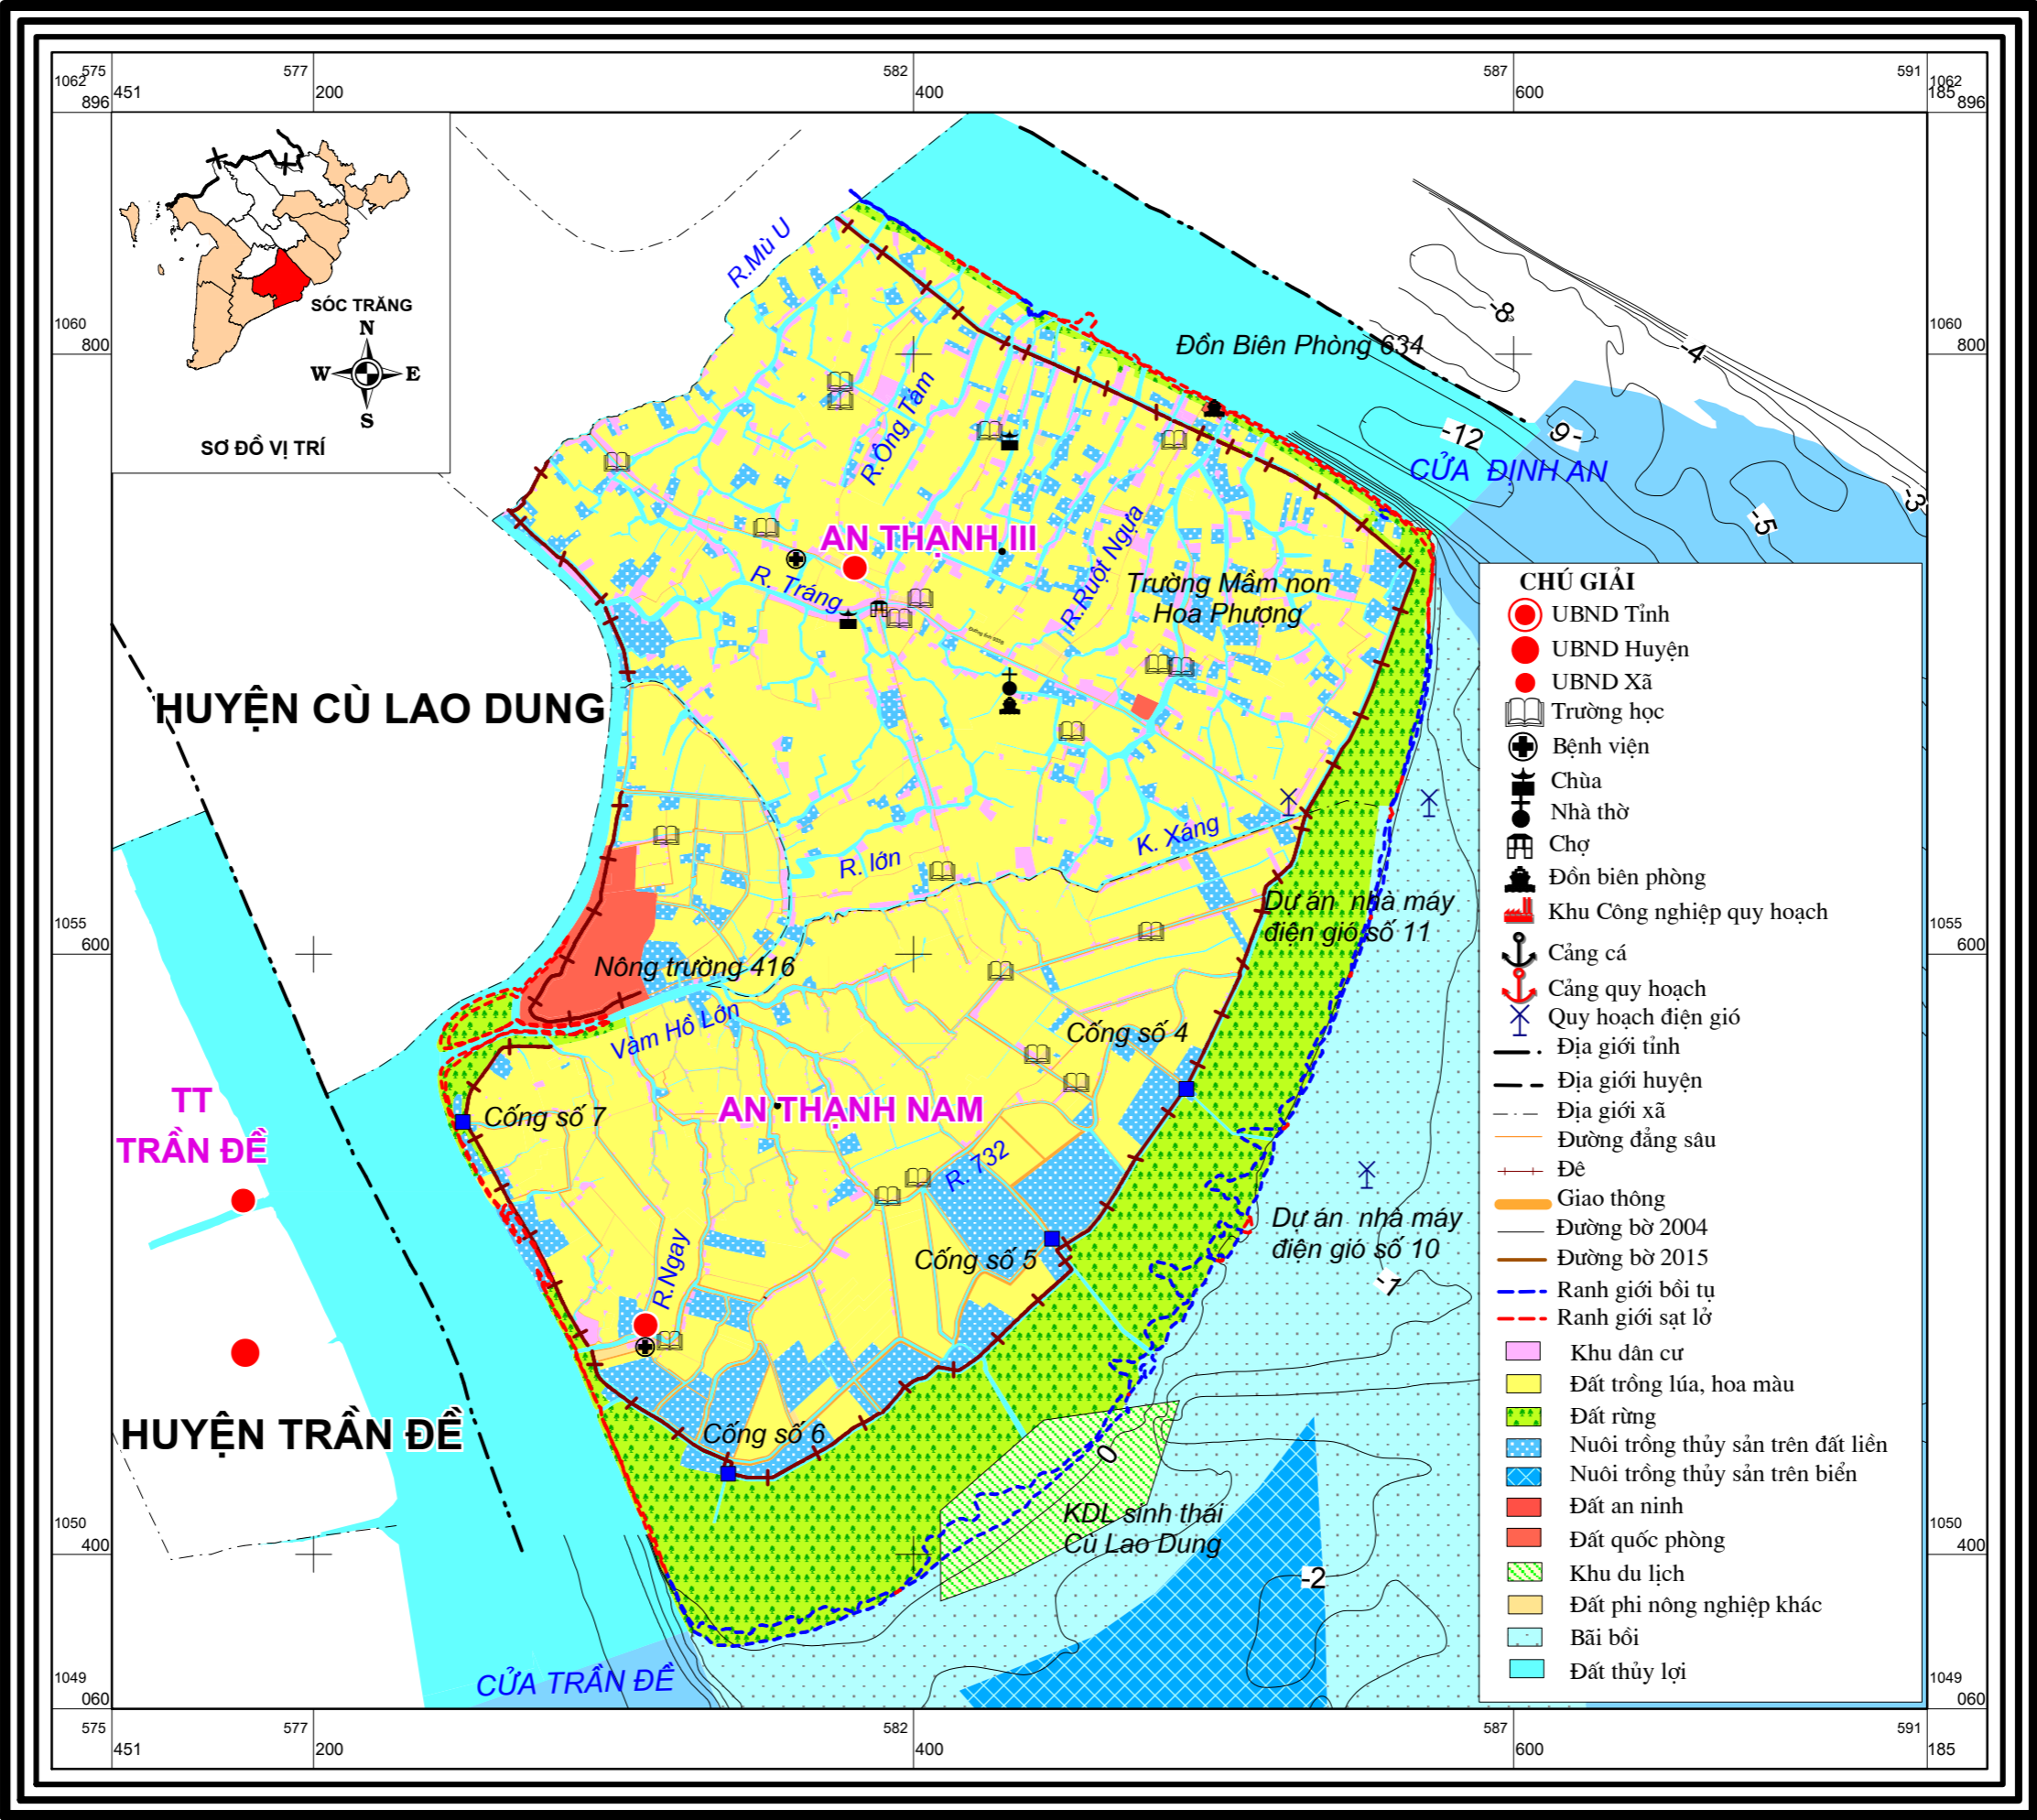 575
577
582
587
591
1062
896
451
200
400
600
185
1062
896
SÓC TRĂNG
N
W
E
S
SƠ ĐỒ VỊ TRÍ
1060
800
1060
800
1055
600
1055
600
1050
400
1050
400
1049
060
1049
060
575
577
582
587
591
451
200
400
600
185
R.Mù U
Đồn Biên Phòng 634
-8
-4
-12
9-
CỬA ĐỊNH AN
-5
-3
R.Ông Tám
AN THẠNH III
R. Tráng
R.Ruột Ngựa
Trường Mầm non
Hoa Phượng
HUYỆN CÙ LAO DUNG
R. lớn
K. Xáng
Dự án nhà máy
điện gió số 11
Nông trường 416
Vàm Hồ Lớn
Cống số 4
TT
TRẦN ĐỀ
Cống số 7
AN THẠNH NAM
R. 732
Dự án nhà máy
điện gió số 10
Cống số 5
R.Ngay
-1
HUYỆN TRẦN ĐỀ
Cống số 6
0
KDL sinh thái
Cù Lao Dung
-2
CỬA TRẦN ĐỀ
CHÚ GIẢI
UBND Tỉnh
UBND Huyện
UBND Xã
Trường học
Bệnh viện
Chùa
Nhà thờ
Chợ
Đồn biên phòng
Khu Công nghiệp quy hoạch
Cảng cá
Cảng quy hoạch
Quy hoạch điện gió
Địa giới tỉnh
Địa giới huyện
Địa giới xã
Đường đẳng sâu
Đê
Giao thông
Đường bờ 2004
Đường bờ 2015
Ranh giới bồi tụ
Ranh giới sạt lở
Khu dân cư
Đất trồng lúa, hoa màu
Đất rừng
Nuôi trồng thủy sản trên đất liền
Nuôi trồng thủy sản trên biển
Đất an ninh
Đất quốc phòng
Khu du lịch
Đất phi nông nghiệp khác
Bãi bồi
Đất thủy lợi